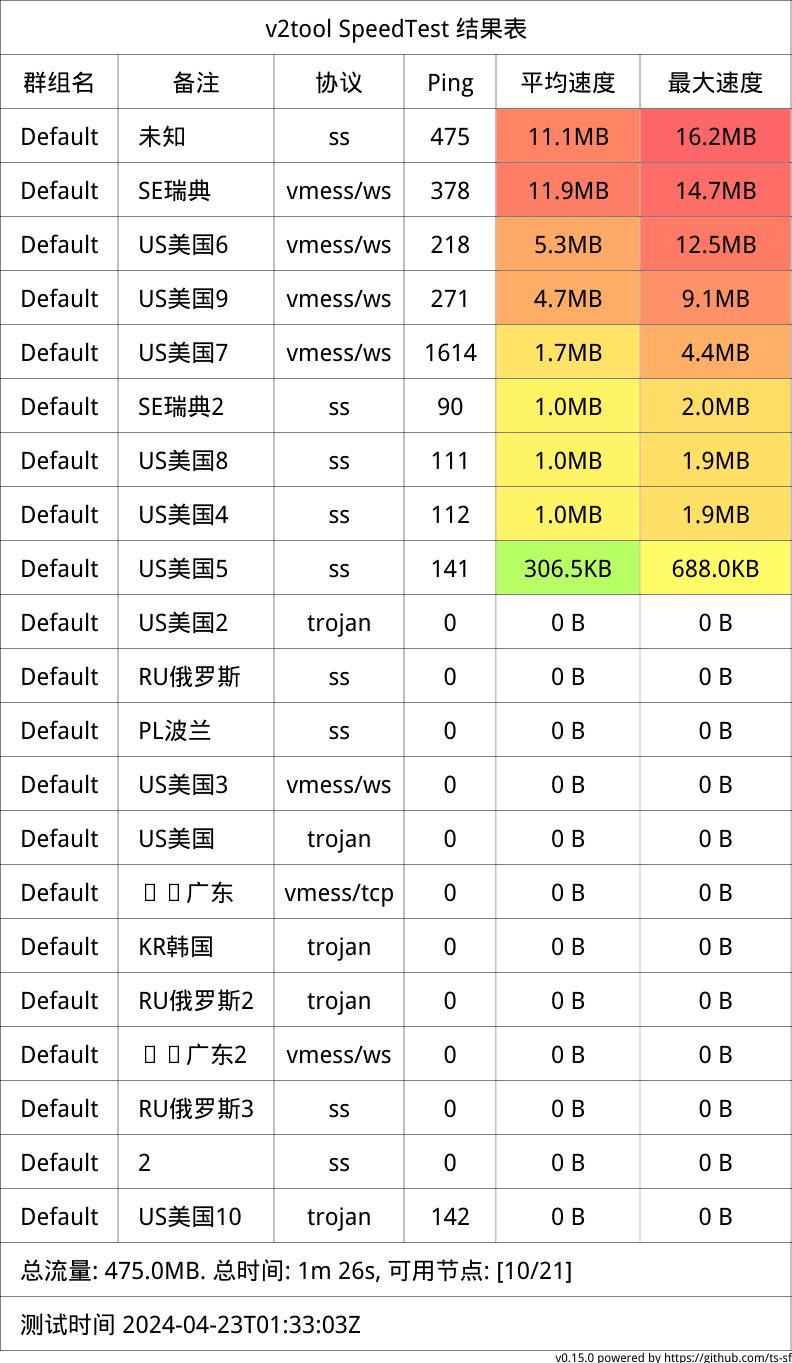 v2tool SpeedTest 结果表
群组名 备注 协议 Ping 平均速度 最大速度
Default 未知 ss 475 11.1MB 16.2MB
Default SE瑞典 vmess/ws 378 11.9MB 14.7MB
Default US美国6 vmess/ws 218 5.3MB 12.5MB
Default US美国9 vmess/ws 271 4.7MB 9.1MB
Default US美国7 vmess/ws 1614 1.7MB 4.4MB
Default SE瑞典2 ss 90 1.0MB 2.0MB
Default US美国8 ss 111 1.0MB 1.9MB
Default US美国4 ss 112 1.0MB 1.9MB
Default US美国5 ss 141 306.5KB 688.0KB
Default US美国2 trojan 0 0 B 0 B
Default RU俄罗斯 ss 0 0 B 0 B
Default PL波兰 ss 0 0 B 0 B
Default US美国3 vmess/ws 0 0 B 0 B
Default US美国 trojan 0 0 B 0 B
Default 广东 vmess/tcp 0 0 B 0 B
Default KR韩国 trojan 0 0 B 0 B
Default RU俄罗斯2 trojan 0 0 B 0 B
Default 广东2 vmess/ws 0 0 B 0 B
Default RU俄罗斯3 ss 0 0 B 0 B
Default 2 ss 0 0 B 0 B
Default US美国10 trojan 142 0 B 0 B
总流量: 475.0MB. 总时间: 1m 26s, 可用节点: [10/21]
测试时间 2024-04-23T01:33:03Z
v0.15.0 powered by https://github.com/ts-sf